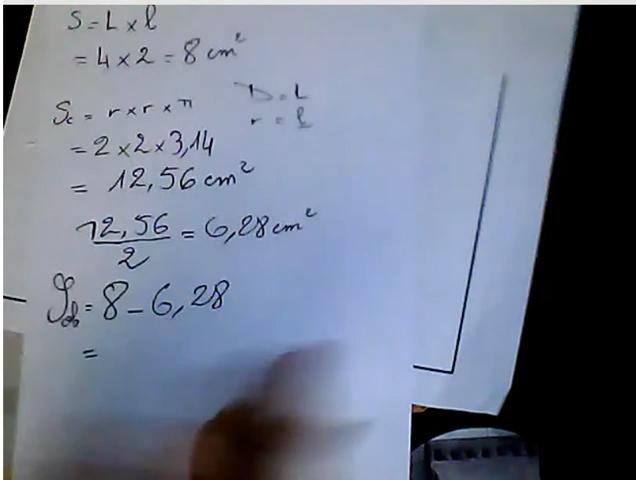 S = L x l
= 4 x 2 = 8 cm²
Sc = r x r x π
D = L
r = l
= 2 x 2 x 3,14
= 12,56 cm²
12,56/2 = 6,28 cm²
= 8 - 6,28
=